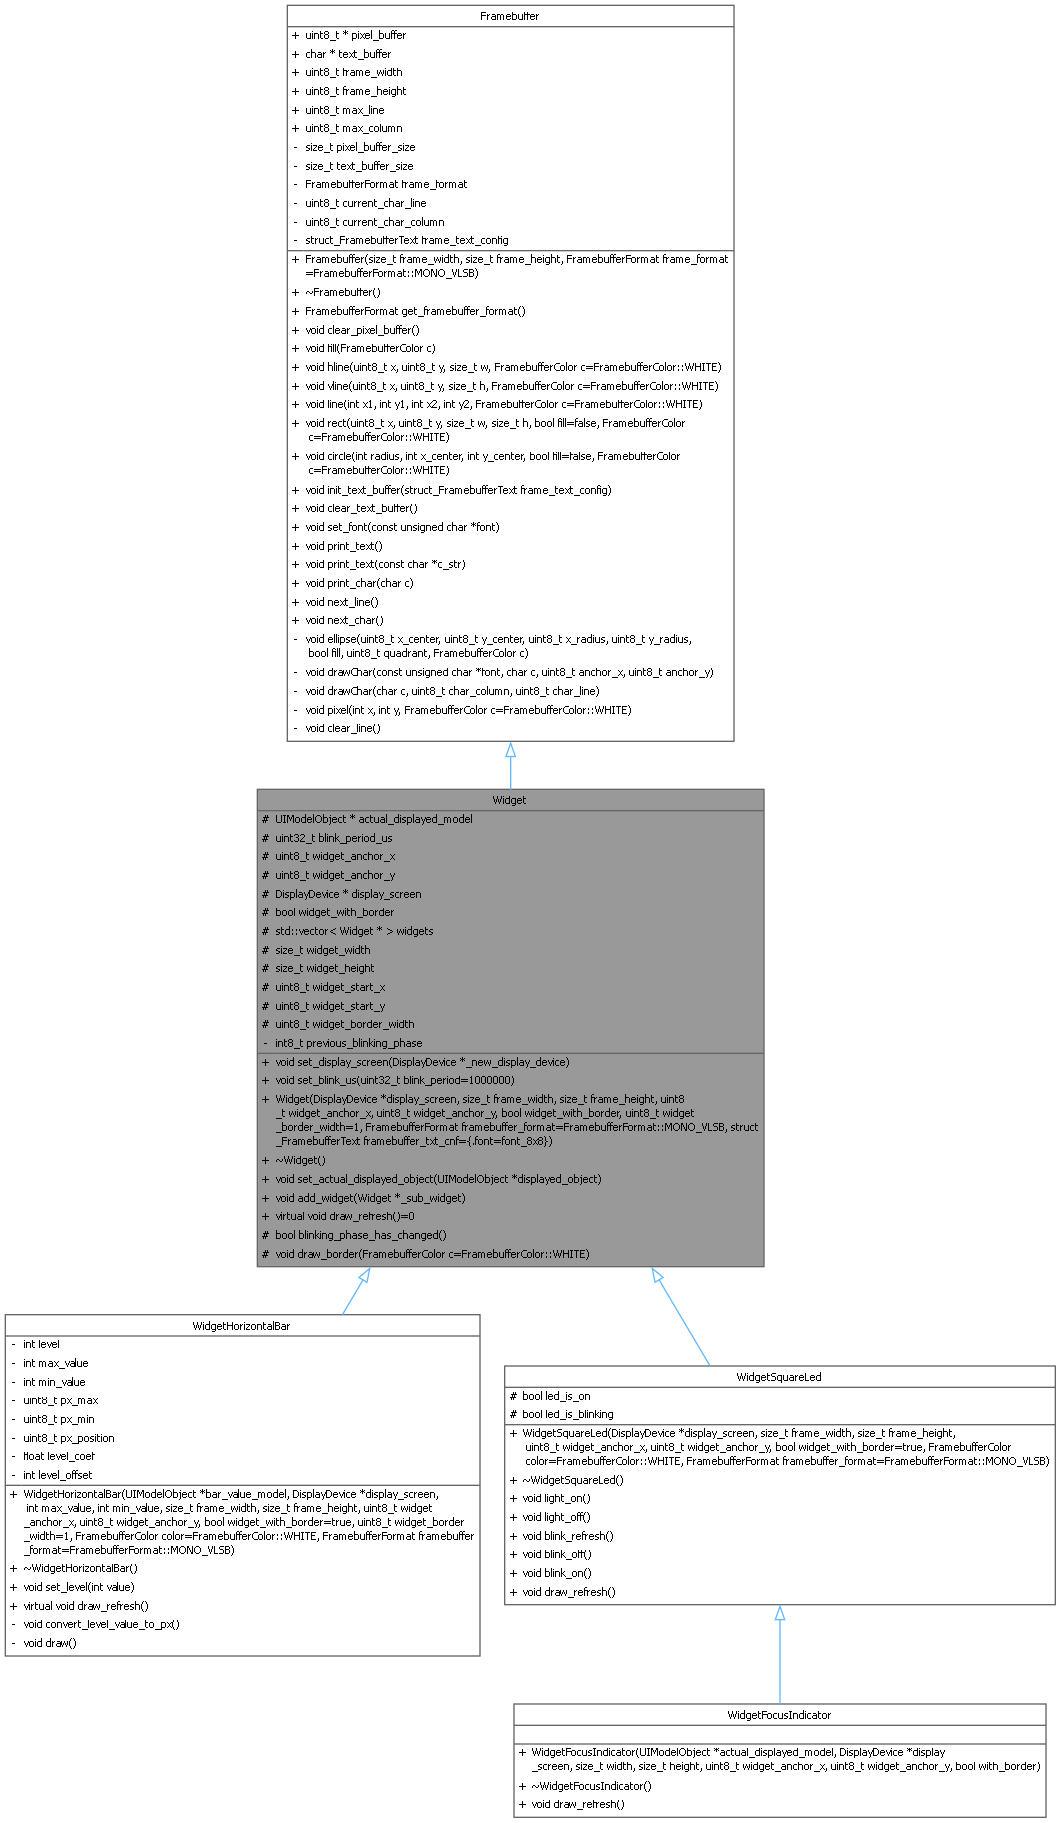 Framebuffer
+ uint8_t * pixel_buffer
+ char * text_buffer
+ uint8_t frame_width
+ uint8_t frame_height
+ uint8_t max_line
+ uint8_t max_column
- size_t pixel_buffer_size
- size_t text_buffer_size
- FramebufferFormat frame_format
- uint8_t current_char_line
- uint8_t current_char_column
- struct_FramebufferText frame_text_config
+ Framebuffer(size_t frame_width, size_t frame_height, FramebufferFormat frame_format
=FramebufferFormat::MONO_VLSB)
+ ~Framebuffer()
+ FramebufferFormat get_framebuffer_format()
+ void clear_pixel_buffer()
+ void fill(FramebufferColor c)
+ void hline(uint8_t x, uint8_t y, size_t w, FramebufferColor c=FramebufferColor::WHITE)
+ void vline(uint8_t x, uint8_t y, size_t h, FramebufferColor c=FramebufferColor::WHITE)
+ void line(int x1, int y1, int x2, int y2, FramebufferColor c=FramebufferColor::WHITE)
+ void rect(uint8_t x, uint8_t y, size_t w, size_t h, bool fill=false, FramebufferColor
c=FramebufferColor::WHITE)
+ void circle(int radius, int x_center, int y_center, bool fill=false, FramebufferColor
c=FramebufferColor::WHITE)
+ void init_text_buffer(struct_FramebufferText frame_text_config)
+ void clear_text_buffer()
+ void set_font(const unsigned char *font)
+ void print_text()
+ void print_text(const char *c_str)
+ void print_char(char c)
+ void next_line()
+ void next_char()
- void ellipse(uint8_t x_center, uint8_t y_center, uint8_t x_radius, uint8_t y_radius,
bool fill, uint8_t quadrant, FramebufferColor c)
- void drawChar(const unsigned char *font, char c, uint8_t anchor_x, uint8_t anchor_y)
- void drawChar(char c, uint8_t char_column, uint8_t char_line)
- void pixel(int x, int y, FramebufferColor c=FramebufferColor::WHITE)
- void clear_line()
Widget
# UIModelObject * actual_displayed_model
# uint32_t blink_period_us
# uint8_t widget_anchor_x
# uint8_t widget_anchor_y
# DisplayDevice * display_screen
# bool widget_with_border
# std::vector< Widget * > widgets
# size_t widget_width
# size_t widget_height
# uint8_t widget_start_x
# uint8_t widget_start_y
# uint8_t widget_border_width
- int8_t previous_blinking_phase
+ void set_display_screen(DisplayDevice *_new_display_device)
+ void set_blink_us(uint32_t blink_period=1000000)
+ Widget(DisplayDevice *display_screen, size_t frame_width, size_t frame_height, uint8
_t widget_anchor_x, uint8_t widget_anchor_y, bool widget_with_border, uint8_t widget
_border_width=1, FramebufferFormat framebuffer_format=FramebufferFormat::MONO_VLSB, struct
_FramebufferText framebuffer_txt_cnf={.font=font_8x8})
+ ~Widget()
+ void set_actual_displayed_object(UIModelObject *displayed_object)
+ void add_widget(Widget *_sub_widget)
+ virtual void draw_refresh()=0
# bool blinking_phase_has_changed()
# void draw_border(FramebufferColor c=FramebufferColor::WHITE)
WidgetHorizontalBar
- int level
- int max_value
- int min_value
- uint8_t px_max
- uint8_t px_min
- uint8_t px_position
- float level_coef
- int level_offset
+ WidgetHorizontalBar(UIModelObject *bar_value_model, DisplayDevice *display_screen,
int max_value, int min_value, size_t frame_width, size_t frame_height, uint8_t widget
_anchor_x, uint8_t widget_anchor_y, bool widget_with_border=true, uint8_t widget_border
_width=1, FramebufferColor color=FramebufferColor::WHITE, FramebufferFormat framebuffer
_format=FramebufferFormat::MONO_VLSB)
+ ~WidgetHorizontalBar()
+ void set_level(int value)
+ virtual void draw_refresh()
- void convert_level_value_to_px()
- void draw()
WidgetSquareLed
# bool led_is_on
# bool led_is_blinking
+ WidgetSquareLed(DisplayDevice *display_screen, size_t frame_width, size_t frame_height,
uint8_t widget_anchor_x, uint8_t widget_anchor_y, bool widget_with_border=true, FramebufferColor
color=FramebufferColor::WHITE, FramebufferFormat framebuffer_format=FramebufferFormat::MONO_VLSB)
+ ~WidgetSquareLed()
+ void light_on()
+ void light_off()
+ void blink_refresh()
+ void blink_off()
+ void blink_on()
+ void draw_refresh()
WidgetFocusIndicator
+ WidgetFocusIndicator(UIModelObject *actual_displayed_model, DisplayDevice *display
_screen, size_t width, size_t height, uint8_t widget_anchor_x, uint8_t widget_anchor_y, bool with_border)
+ ~WidgetFocusIndicator()
+ void draw_refresh()